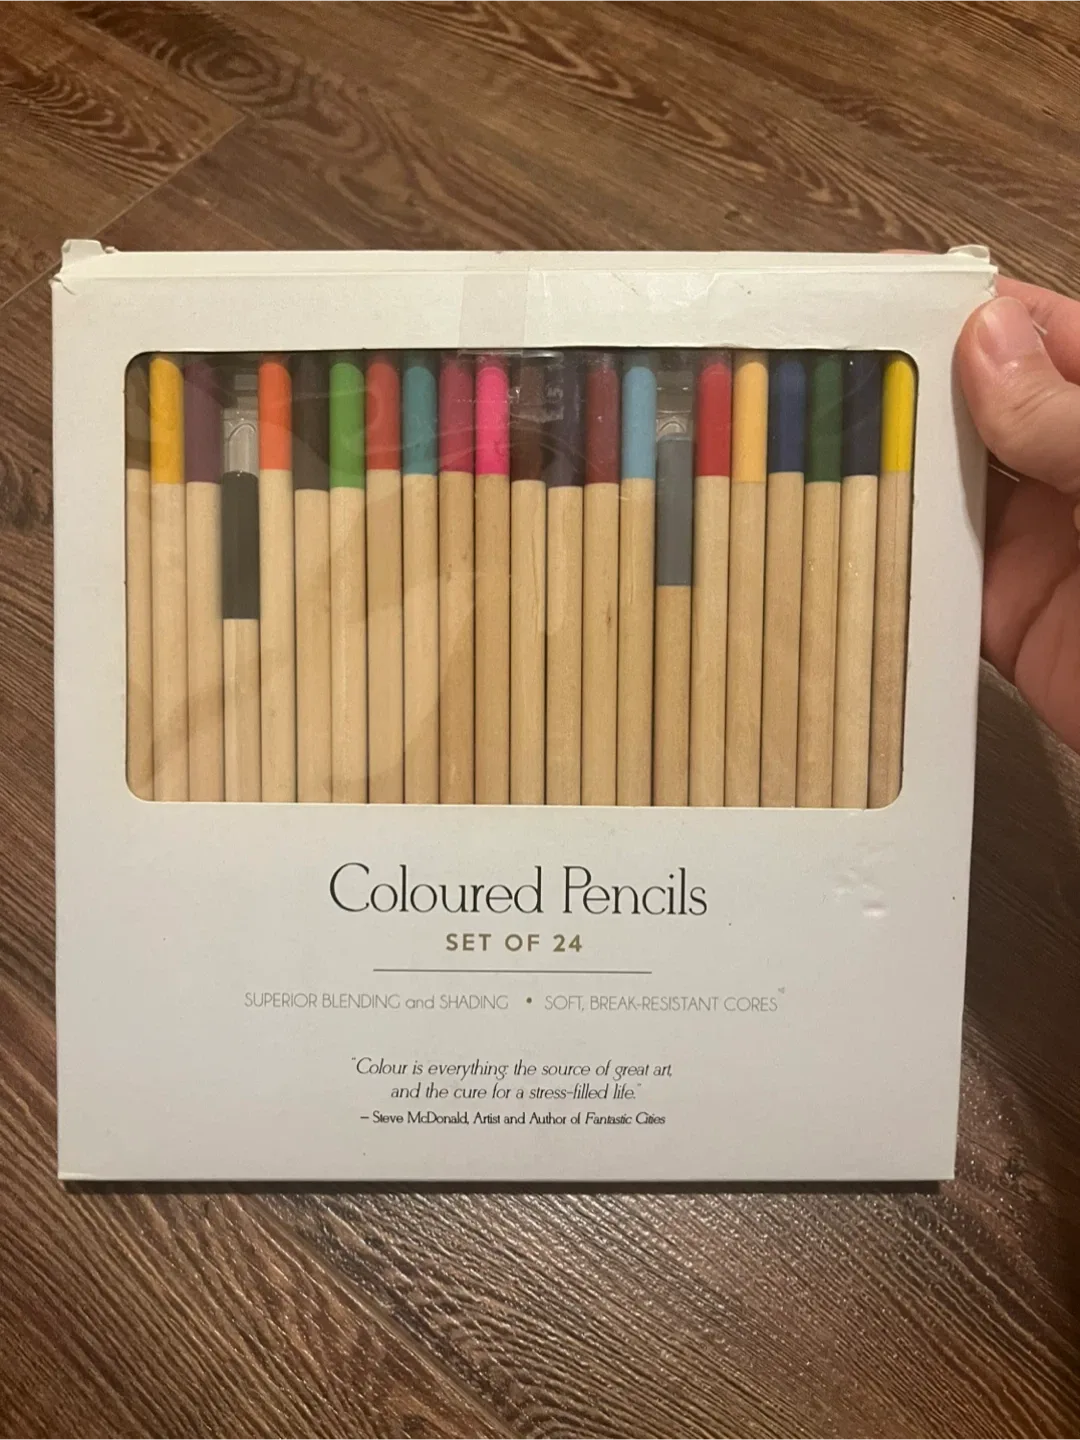 Coloured Pencils
SET OF 24
SUPERIOR BLENDING and SHADING • SOFT, BREAK-RESISTANT CORES
"Colour is everything: the source of great art,
and the cure for a stress-filled life."
– Steve McDonald, Artist and Author of Fantastic Cities